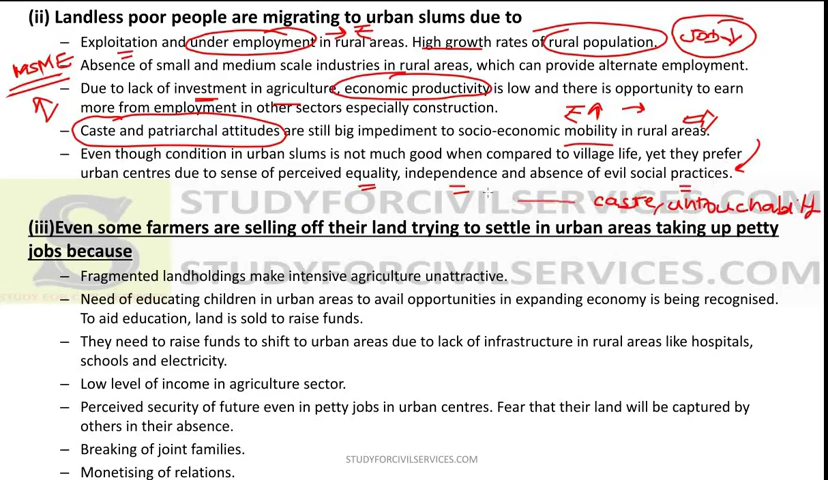 (ii) Landless poor people are migrating to urban slums due to
– Exploitation and under employment in rural areas. High growth rates of rural population.
Job↓
MSME
– Absence of small and medium scale industries in rural areas, which can provide alternate employment.
– Due to lack of investment in agriculture, economic productivity is low and there is opportunity to earn
more from employment in other sectors especially construction.
E↑ →
– Caste and patriarchal attitudes are still big impediment to socio-economic mobility in rural areas.
– Even though condition in urban slums is not much good when compared to village life, yet they prefer
urban centres due to sense of perceived equality, independence and absence of evil social practices.
caste, untouchability
STUDYFORCIVILSERVICES.COM
(iii)Even some farmers are selling off their land trying to settle in urban areas taking up petty
jobs because
– Fragmented landholdings make intensive agriculture unattractive.
STUDYFORCIVILSERVICES.COM
– Need of educating children in urban areas to avail opportunities in expanding economy is being recognised.
To aid education, land is sold to raise funds.
– They need to raise funds to shift to urban areas due to lack of infrastructure in rural areas like hospitals,
schools and electricity.
– Low level of income in agriculture sector.
– Perceived security of future even in petty jobs in urban centres. Fear that their land will be captured by
others in their absence.
– Breaking of joint families.
STUDYFORCIVILSERVICES.COM
– Monetising of relations.